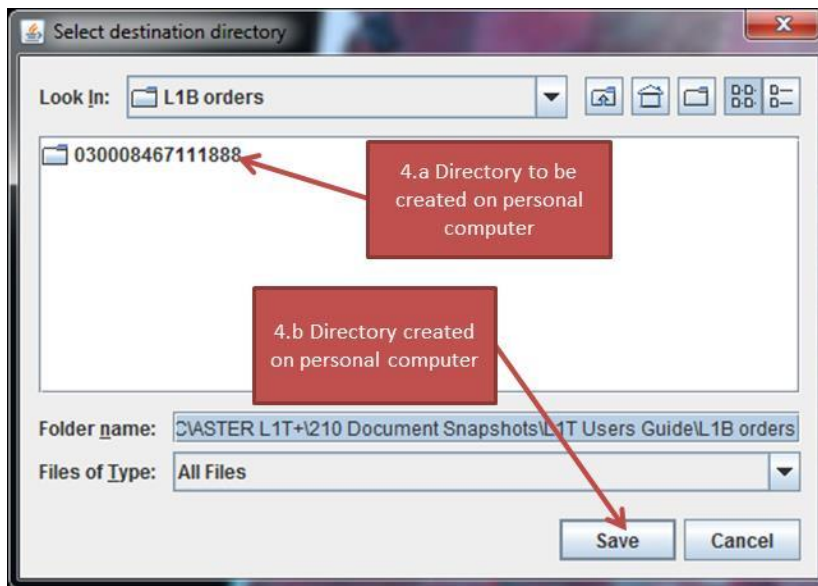 Select destination directory
Look In: L1B orders
030008467111888
4.a Directory to be
created on personal
computer
4.b Directory created
on personal computer
Folder name: C\ASTER L1T+\210 Document Snapshots\L1T Users Guide\L1B orders
Files of Type: All Files
Save Cancel